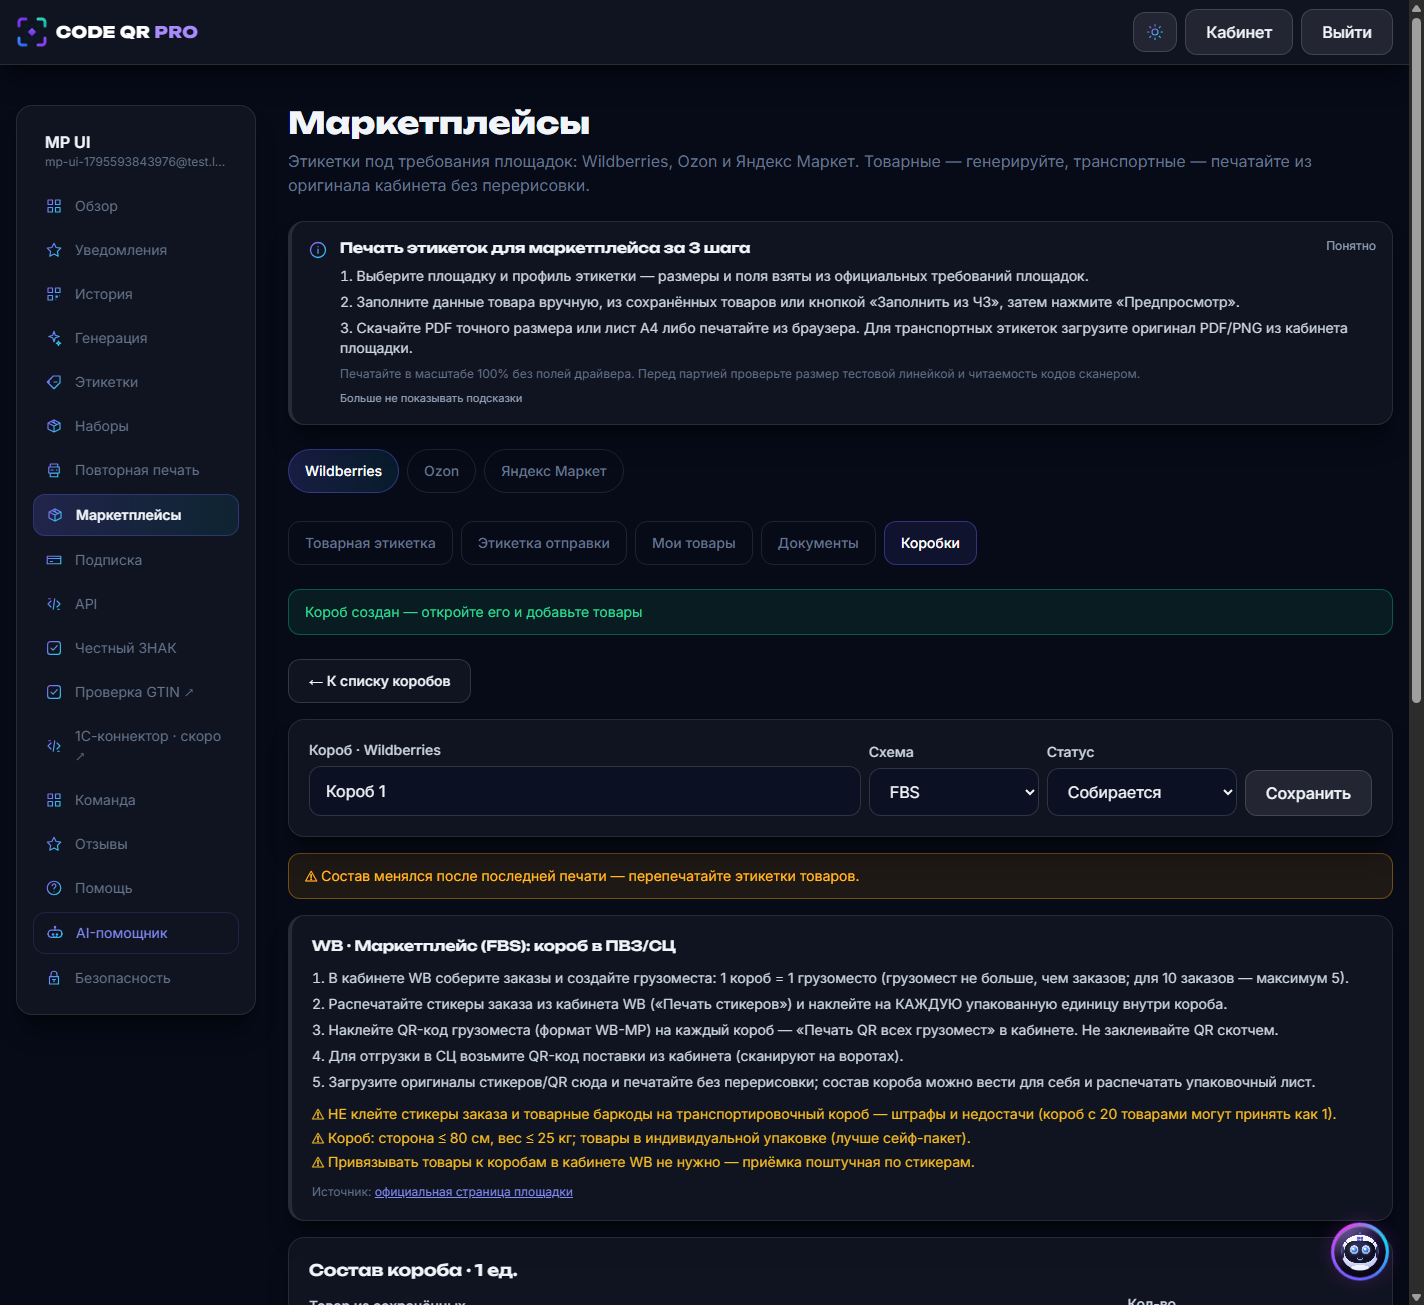 CODE QR PRO
Кабинет
Выйти
MP UI
mp-ui-1795593843976@test.l...
Обзор
Уведомления
История
Генерация
Этикетки
Наборы
Повторная печать
Маркетплейсы
Подписка
API
Честный ЗНАК
Проверка GTIN ↗
1С-коннектор · скоро
↗
Команда
Отзывы
Помощь
AI-помощник
Безопасность
Маркетплейсы
Этикетки под требования площадок: Wildberries, Ozon и Яндекс Маркет. Товарные — генерируйте, транспортные — печатайте из
оригинала кабинета без перерисовки.
Печать этикеток для маркетплейса за 3 шага
Понятно
1. Выберите площадку и профиль этикетки — размеры и поля взяты из официальных требований площадок.
2. Заполните данные товара вручную, из сохранённых товаров или кнопкой «Заполнить из ЧЗ», затем нажмите «Предпросмотр».
3. Скачайте PDF точного размера или лист А4 либо печатайте из браузера. Для транспортных этикеток загрузите оригинал PDF/PNG из кабинета
площадки.
Печатайте в масштабе 100% без полей драйвера. Перед партией проверьте размер тестовой линейкой и читаемость кодов сканером.
Больше не показывать подсказки
Wildberries
Ozon
Яндекс Маркет
Товарная этикетка
Этикетка отправки
Мои товары
Документы
Коробки
Короб создан — откройте его и добавьте товары
← К списку коробов
Короб · Wildberries
Схема
Статус
Короб 1
FBS
Собирается
Сохранить
⚠ Состав менялся после последней печати — перепечатайте этикетки товаров.
WB · Маркетплейс (FBS): короб в ПВЗ/СЦ
1. В кабинете WB соберите заказы и создайте грузоместа: 1 короб = 1 грузоместо (грузомест не больше, чем заказов; для 10 заказов — максимум 5).
2. Распечатайте стикеры заказа из кабинета WB («Печать стикеров») и наклейте на КАЖДУЮ упакованную единицу внутри короба.
3. Наклейте QR-код грузоместа (формат WB-MP) на каждый короб — «Печать QR всех грузомест» в кабинете. Не заклеивайте QR скотчем.
4. Для отгрузки в СЦ возьмите QR-код поставки из кабинета (сканируют на воротах).
5. Загрузите оригиналы стикеров/QR сюда и печатайте без перерисовки; состав короба можно вести для себя и распечатать упаковочный лист.
⚠ НЕ клейте стикеры заказа и товарные баркоды на транспортировочный короб — штрафы и недостачи (короб с 20 товарами могут принять как 1).
⚠ Короб: сторона ≤ 80 см, вес ≤ 25 кг; товары в индивидуальной упаковке (лучше сейф-пакет).
⚠ Привязывать товары к коробам в кабинете WB не нужно — приёмка поштучная по стикерам.
Источник: официальная страница площадки
Состав короба · 1 ед.
Товар из сохранённых
Кол-во